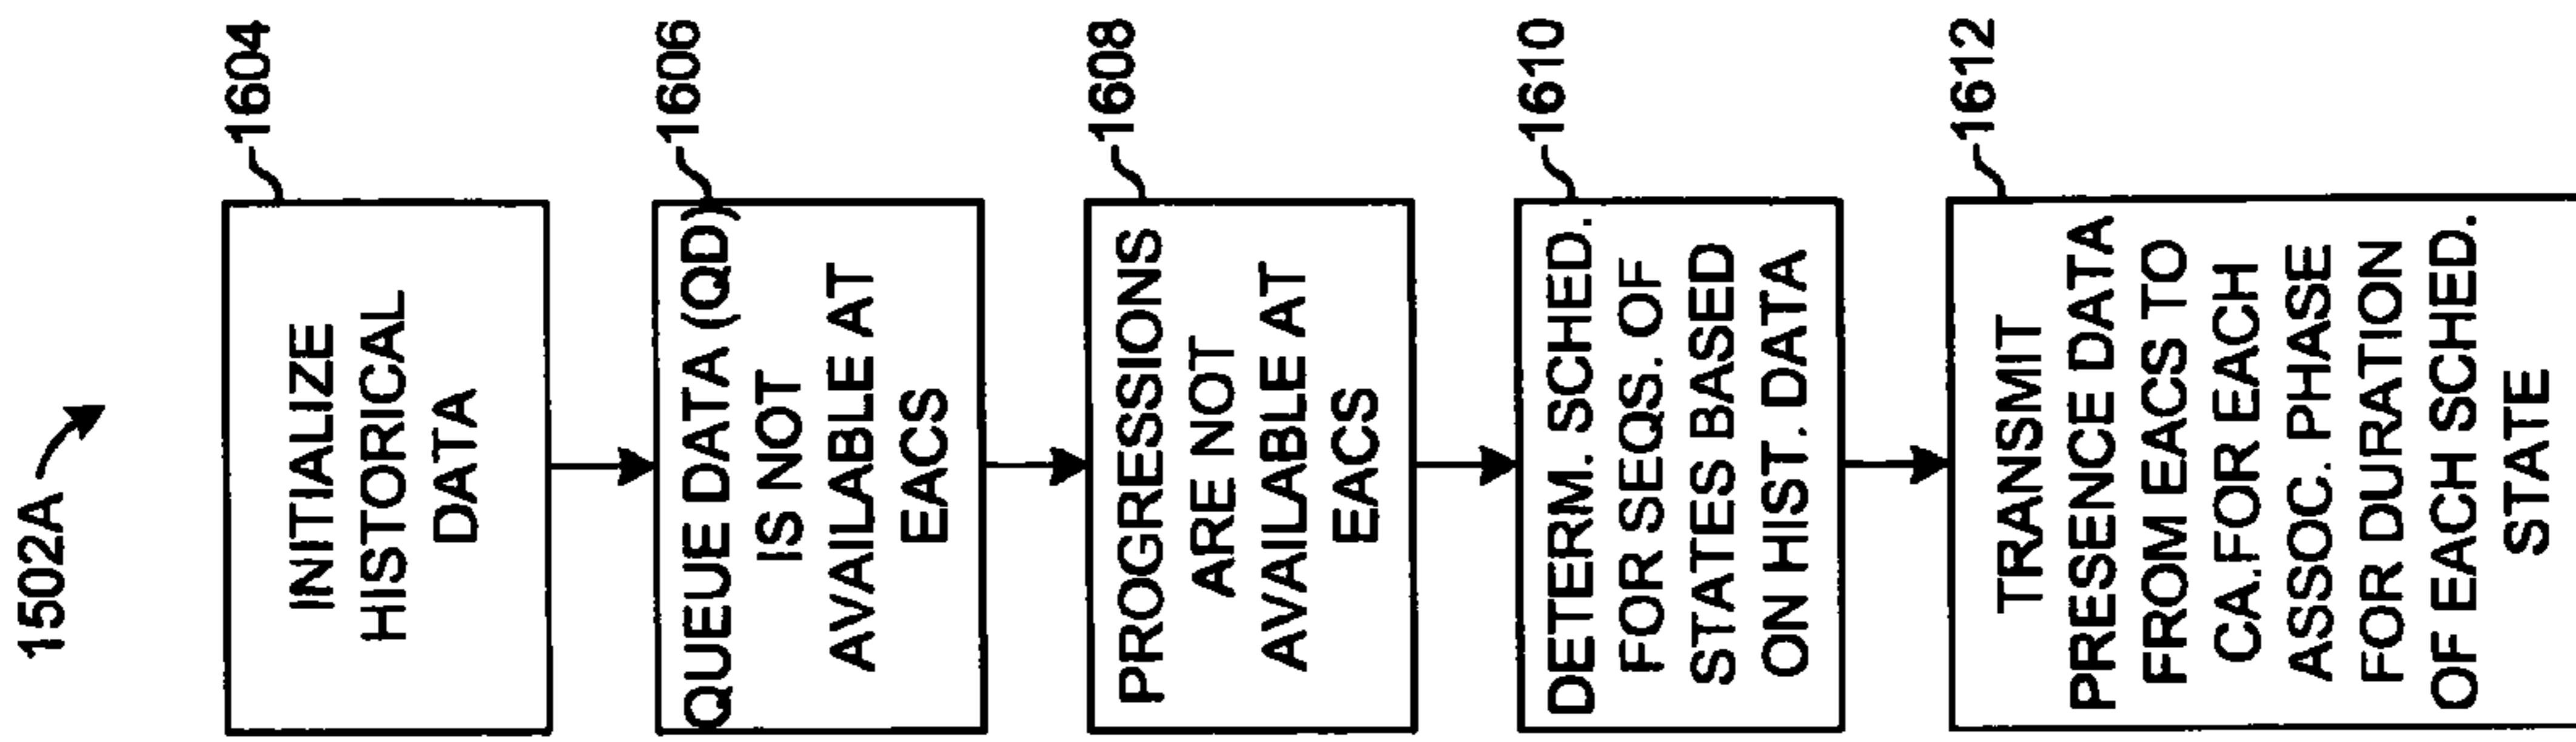 1502A
1604
INITIALIZE
HISTORICAL
DATA
1606
QUEUE DATA (QD)
IS NOT
AVAILABLE AT
EACS
1608
PROGRESSIONS
ARE NOT
AVAILABLE AT
EACS
1610
DETERM. SCHED.
FOR SEQS. OF
STATES BASED
ON HIST. DATA
1612
TRANSMIT
PRESENCE DATA
FROM EACS TO
CA.FOR EACH
ASSOC. PHASE
FOR DURATION
OF EACH SCHED.
STATE